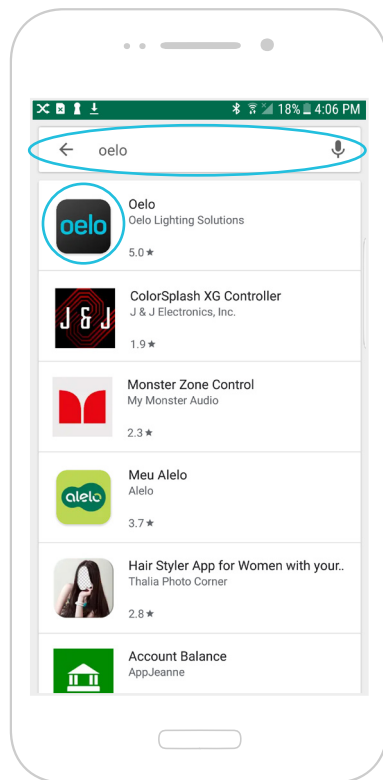 18% 4:06 PM
oelo
oelo
Oelo
Oelo Lighting Solutions
5.0 ★
J & J
ColorSplash XG Controller
J & J Electronics, Inc.
1.9 ★
Monster Zone Control
My Monster Audio
2.3 ★
alelo
Meu Alelo
Alelo
3.7 ★
Hair Styler App for Women with your..
Thalia Photo Corner
2.8 ★
Account Balance
AppJeanne